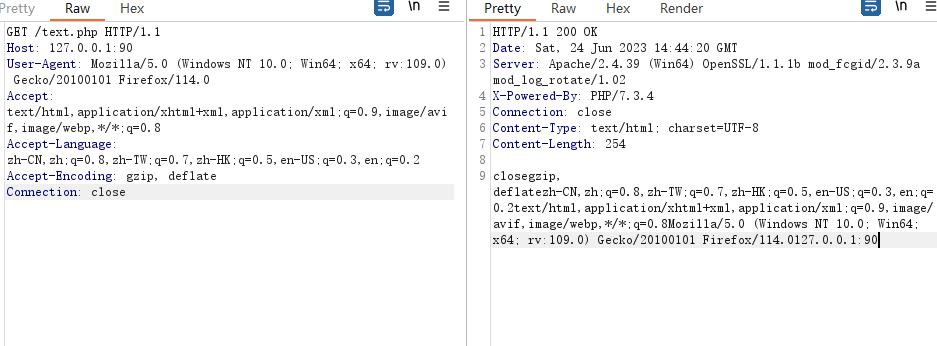 Pretty Raw Hex \n
GET /text.php HTTP/1.1
Host: 127.0.0.1:90
User-Agent: Mozilla/5.0 (Windows NT 10.0; Win64; x64; rv:109.0)
Gecko/20100101 Firefox/114.0
Accept:
text/html,application/xhtml+xml,application/xml;q=0.9,image/avi
f,image/webp,*/*;q=0.8
Accept-Language:
zh-CN,zh;q=0.8,zh-TW;q=0.7,zh-HK;q=0.5,en-US;q=0.3,en;q=0.2
Accept-Encoding: gzip, deflate
Connection: close
Pretty Raw Hex Render \n
1 HTTP/1.1 200 OK
2 Date: Sat, 24 Jun 2023 14:44:20 GMT
3 Server: Apache/2.4.39 (Win64) OpenSSL/1.1.1b mod_fcgid/2.3.9a
mod_log_rotate/1.02
4 X-Powered-By: PHP/7.3.4
5 Connection: close
6 Content-Type: text/html; charset=UTF-8
7 Content-Length: 254
8
9 closegzip,
deflatezh-CN,zh;q=0.8,zh-TW;q=0.7,zh-HK;q=0.5,en-US;q=0.3,en;q=
0.2text/html,application/xhtml+xml,application/xml;q=0.9,image/
avif,image/webp,*/*;q=0.8Mozilla/5.0 (Windows NT 10.0; Win64;
x64; rv:109.0) Gecko/20100101 Firefox/114.0127.0.0.1:90